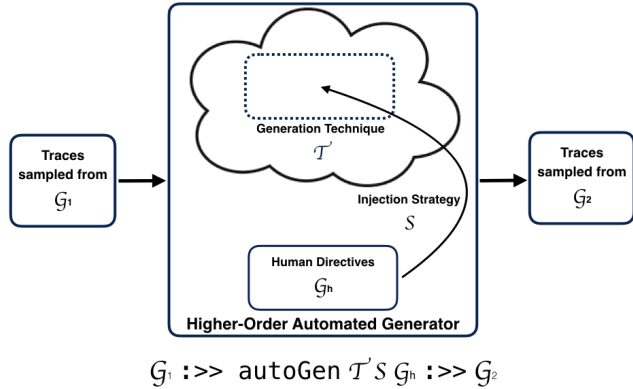 Generation Technique
𝒯
Traces
sampled from
𝒢₁
Traces
sampled from
𝒢₂
Injection Strategy
𝒮
Human Directives
𝒢ₕ
Higher-Order Automated Generator
𝒢₁ :>> autoGen 𝒯 𝒮 𝒢ₕ :>> 𝒢₂